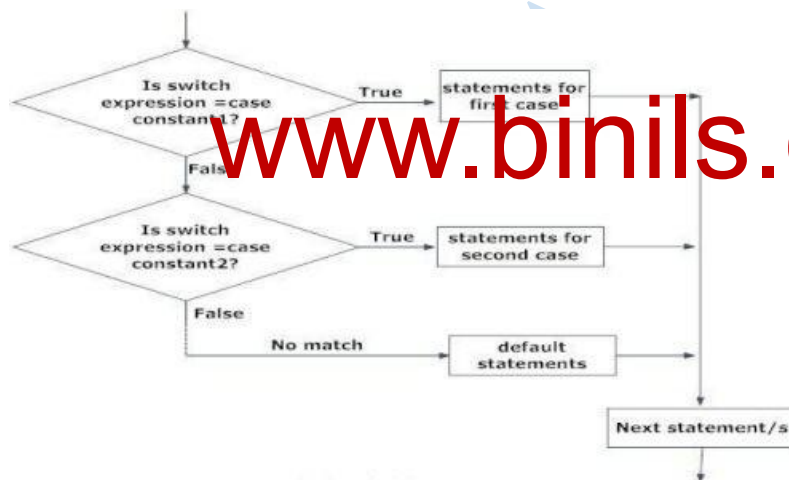 Is switch
expression =case
constant1?
True
statements for
first case
www.binils.
False
Is switch
expression =case
constant2?
True
statements for
second case
False
No match
default
statements
Next statement/s